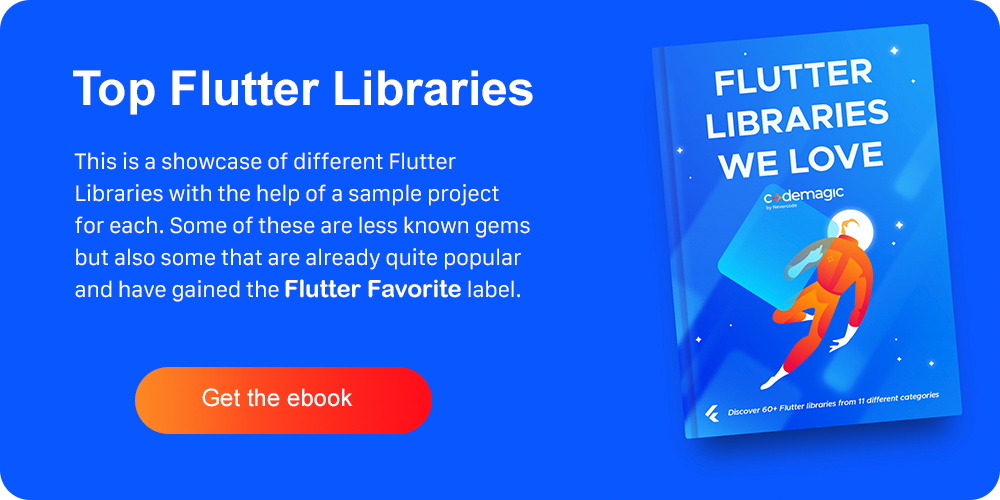 Top Flutter Libraries
This is a showcase of different Flutter
Libraries with the help of a sample project
for each. Some of these are less known gems
but also some that are already quite popular
and have gained the Flutter Favorite label.
Get the ebook
FLUTTER
LIBRARIES
WE LOVE
codemagic
by Nevercode
Discover 60+ Flutter libraries from 11 different categories